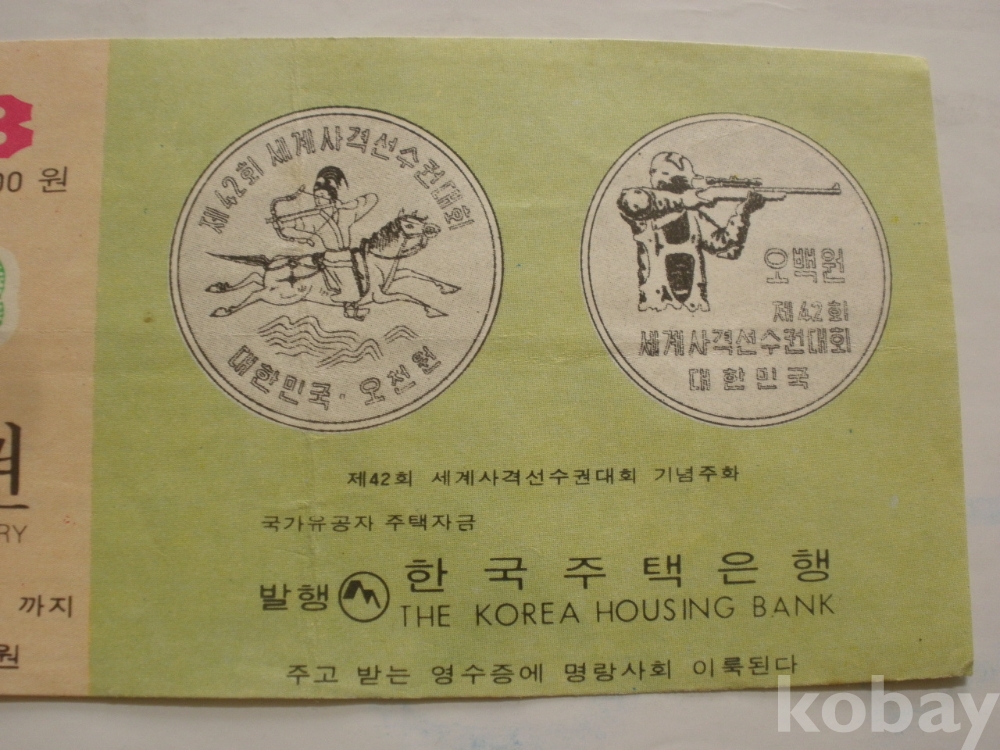 8
00 원
권
RY
까지
원
제42회 세계사격선수권대회
대한민국 · 오천원
오백원
제42회
세계사격선수권대회
대한민국
제42회 세계사격선수권대회 기념주화
국가유공자 주택자금
발행 한국주택은행
THE KOREA HOUSING BANK
주고 받는 영수증에 명랑사회 이룩된다
kobay